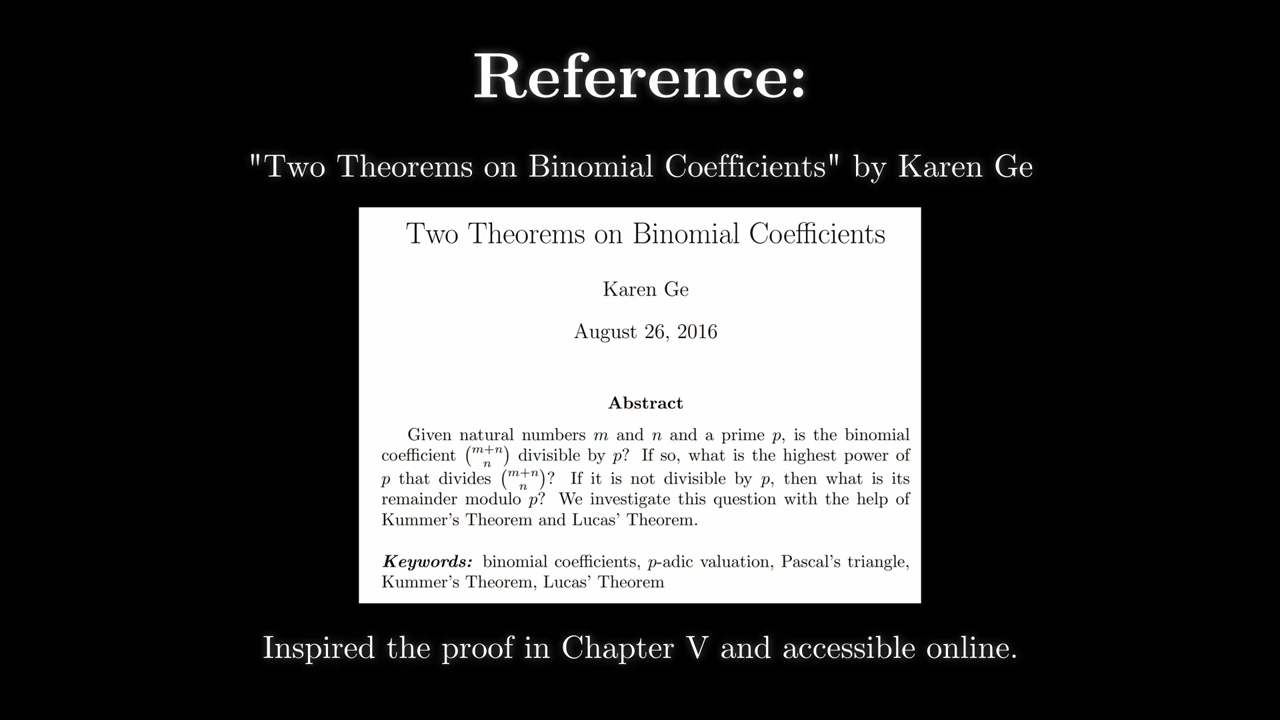 Reference:
"Two Theorems on Binomial Coefficients" by Karen Ge
Two Theorems on Binomial Coefficients
Karen Ge
August 26, 2016
Abstract
Given natural numbers m and n and a prime p, is the binomial
coefficient (m+n n) divisible by p? If so, what is the highest power of
p that divides (m+n n)? If it is not divisible by p, then what is its
remainder modulo p? We investigate this question with the help of
Kummer's Theorem and Lucas' Theorem.
Keywords: binomial coefficients, p-adic valuation, Pascal's triangle,
Kummer's Theorem, Lucas' Theorem
Inspired the proof in Chapter V and accessible online.